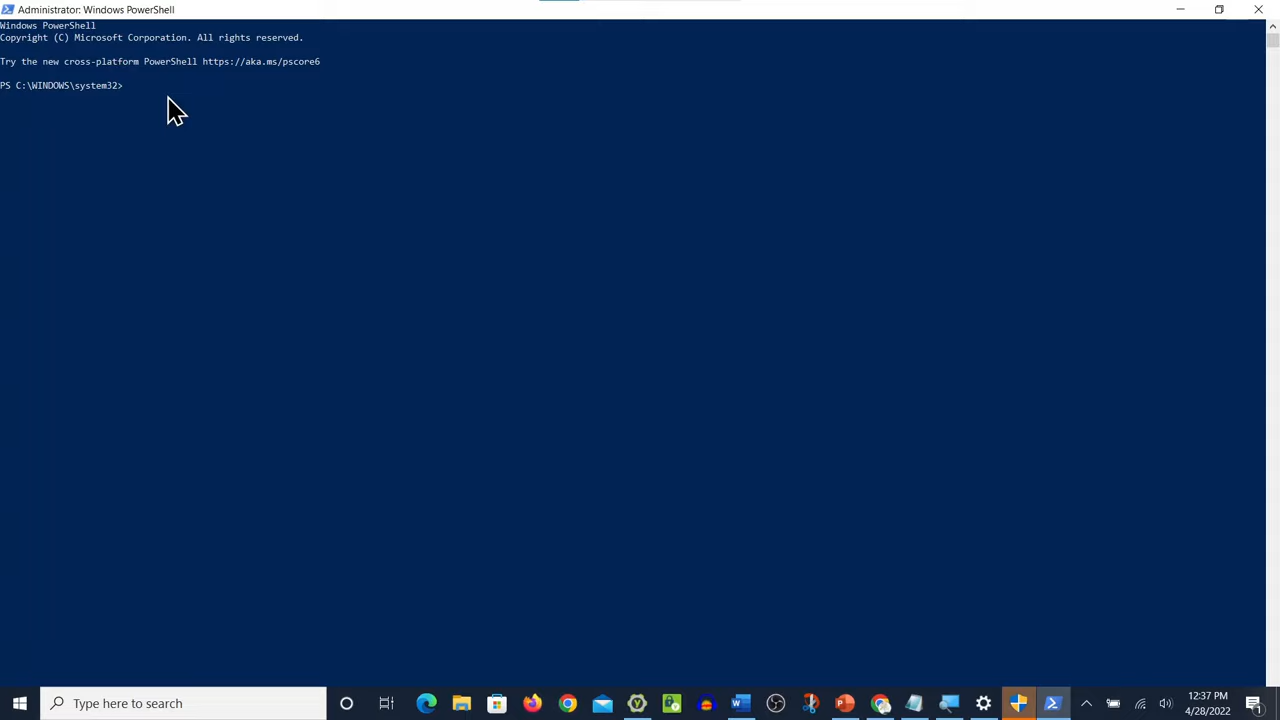 Administrator: Windows PowerShell
Windows PowerShell
Copyright (C) Microsoft Corporation. All rights reserved.
Try the new cross-platform PowerShell https://aka.ms/pscore6
PS C:\WINDOWS\system32>
Type here to search
12:37 PM
4/28/2022
1